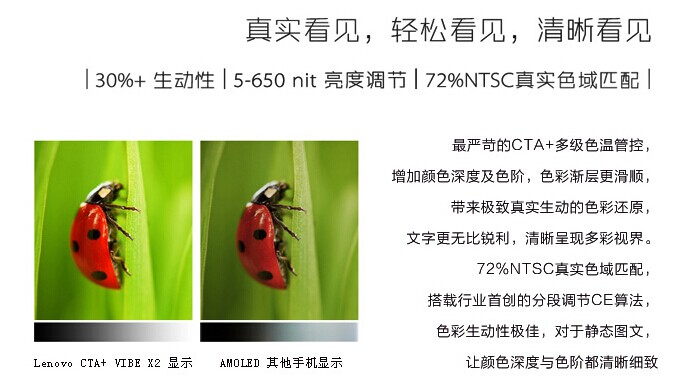 真实看见，轻松看见，清晰看见
|30%+ 生动性|5-650 nit 亮度调节|72%NTSC真实色域匹配|
最严苛的CTA+多级色温管控，
增加颜色深度及色阶，色彩渐层更滑顺，
带来极致真实生动的色彩还原，
文字更无比锐利，清晰呈现多彩视界。
72%NTSC真实色域匹配，
搭载行业首创的分段调节CE算法，
色彩生动性极佳，对于静态图文，
让颜色深度与色阶都清晰细致
Lenovo CTA+ VIBE X2 显示
AMOLED 其他手机显示